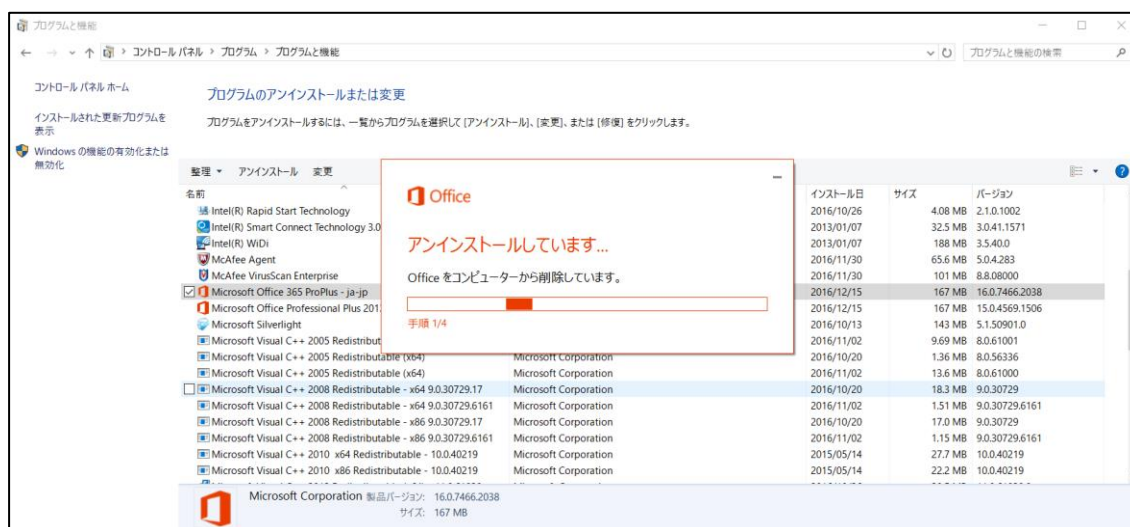 プログラムと機能
コントロール パネル > プログラム > プログラムと機能
プログラムと機能の検索
コントロール パネル ホーム
インストールされた更新プログラムを
表示
Windows の機能の有効化または
無効化
プログラムのアンインストールまたは変更
プログラムをアンインストールするには、一覧からプログラムを選択して [アンインストール]、[変更]、または [修復] をクリックします。
整理 アンインストール 変更
名前 インストール日 サイズ バージョン
Intel(R) Rapid Start Technology 2016/10/26 4.08 MB 2.1.0.1002
Intel(R) Smart Connect Technology 3.0 2013/01/07 32.5 MB 3.0.41.1571
Intel(R) WiDi 2013/01/07 188 MB 3.5.40.0
McAfee Agent 2016/11/30 65.6 MB 5.0.4.283
McAfee VirusScan Enterprise 2016/11/30 101 MB 8.8.08000
Microsoft Office 365 ProPlus - ja-jp 2016/12/15 167 MB 16.0.7466.2038
Microsoft Office Professional Plus 201 2016/12/15 167 MB 15.0.4569.1506
Microsoft Silverlight 2016/10/13 143 MB 5.1.50901.0
Microsoft Visual C++ 2005 Redistribut 2016/11/02 9.69 MB 8.0.61001
Microsoft Visual C++ 2005 Redistributable (x64) Microsoft Corporation 2016/10/20 1.36 MB 8.0.56336
Microsoft Visual C++ 2005 Redistributable (x64) Microsoft Corporation 2016/11/02 13.6 MB 8.0.61000
Microsoft Visual C++ 2008 Redistributable - x64 9.0.30729.17 Microsoft Corporation 2016/10/20 18.3 MB 9.0.30729
Microsoft Visual C++ 2008 Redistributable - x64 9.0.30729.6161 Microsoft Corporation 2016/11/02 1.51 MB 9.0.30729.6161
Microsoft Visual C++ 2008 Redistributable - x86 9.0.30729.17 Microsoft Corporation 2016/10/20 17.0 MB 9.0.30729
Microsoft Visual C++ 2008 Redistributable - x86 9.0.30729.6161 Microsoft Corporation 2016/11/02 1.15 MB 9.0.30729.6161
Microsoft Visual C++ 2010 x64 Redistributable - 10.0.40219 Microsoft Corporation 2015/05/14 27.7 MB 10.0.40219
Microsoft Visual C++ 2010 x86 Redistributable - 10.0.40219 Microsoft Corporation 2015/05/14 22.2 MB 10.0.40219
Office
アンインストールしています...
Office をコンピューターから削除しています。
手順 1/4
Microsoft Corporation 製品バージョン: 16.0.7466.2038
サイズ: 167 MB